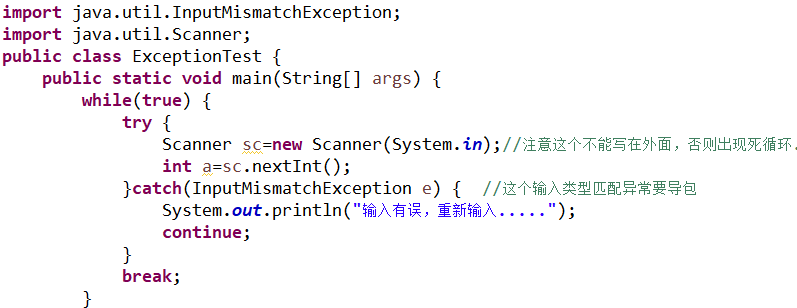 import java.util.InputMismatchException;
import java.util.Scanner;
public class ExceptionTest {
    public static void main(String[] args) {
        while(true) {
            try {
                Scanner sc=new Scanner(System.in);//注意这个不能写在外面，否则出现死循环.
                int a=sc.nextInt();
            }catch(InputMismatchException e) {  //这个输入类型匹配异常要导包
                System.out.println("输入有误，重新输入.....");
                continue;
            }
            break;
        }